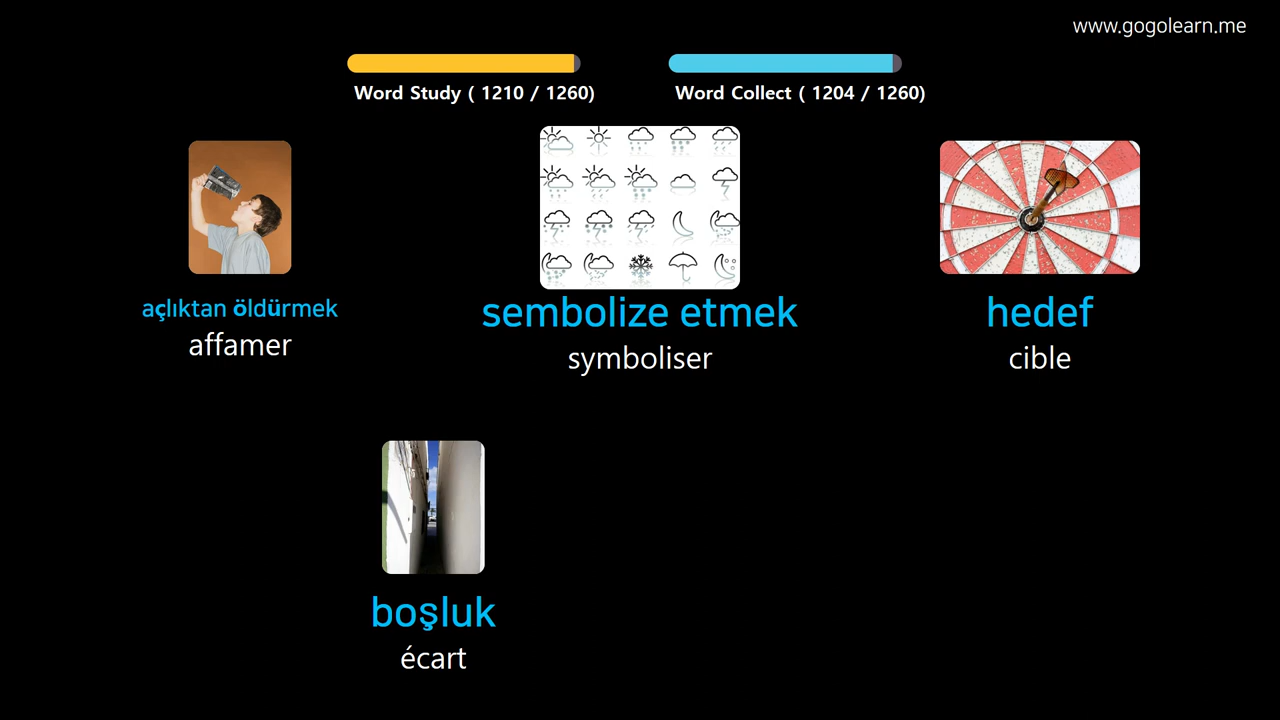 www.gogolearn.me
Word Study ( 1210 / 1260)
Word Collect ( 1204 / 1260)
açlıktan öldürmek
affamer
sembolize etmek
symboliser
hedef
cible
boşluk
écart